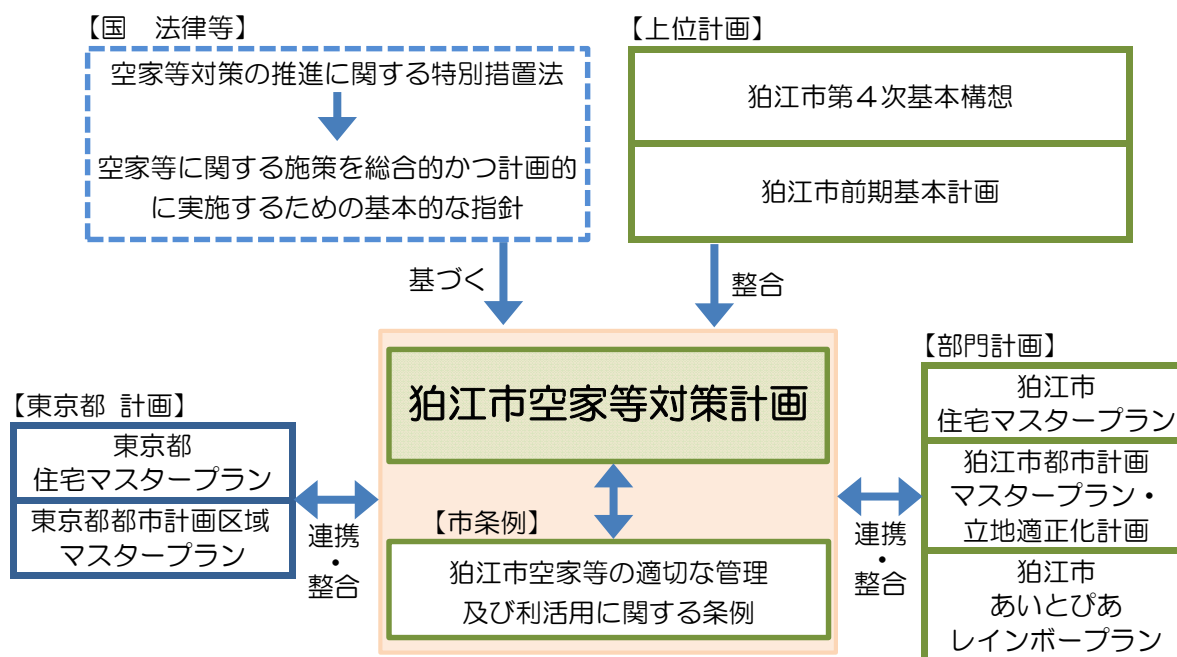 【国　法律等】
空家等対策の推進に関する特別措置法
空家等に関する施策を総合的かつ計画的
に実施するための基本的な指針
【上位計画】
狛江市第４次基本構想
狛江市前期基本計画
基づく
整合
狛江市空家等対策計画
【市条例】
狛江市空家等の適切な管理
及び利活用に関する条例
【東京都 計画】
東京都
住宅マスタープラン
東京都都市計画区域
マスタープラン
連携
・
整合
【部門計画】
狛江市
住宅マスタープラン
狛江市都市計画
マスタープラン・
立地適正化計画
狛江市
あいとぴあ
レインボープラン
連携
・
整合